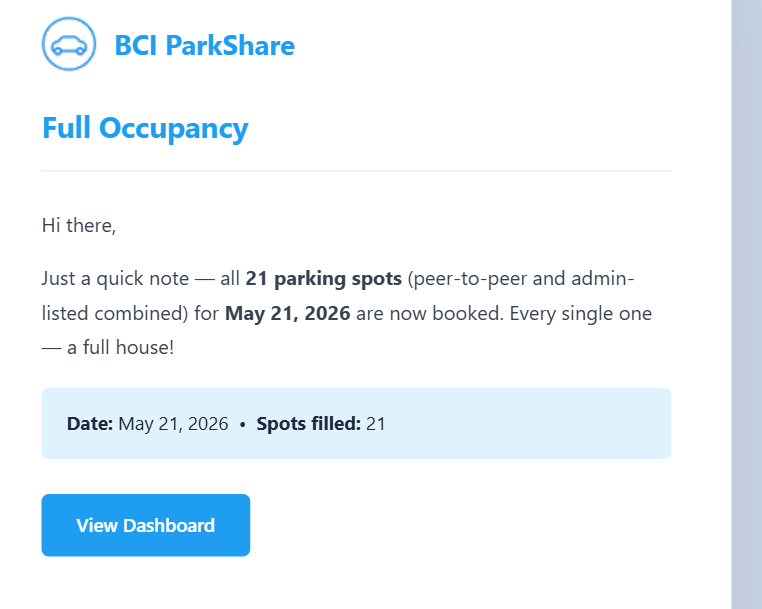 BCI ParkShare
Full Occupancy
Hi there,
Just a quick note — all 21 parking spots (peer-to-peer and admin-
listed combined) for May 21, 2026 are now booked. Every single one
— a full house!
Date: May 21, 2026 • Spots filled: 21
View Dashboard